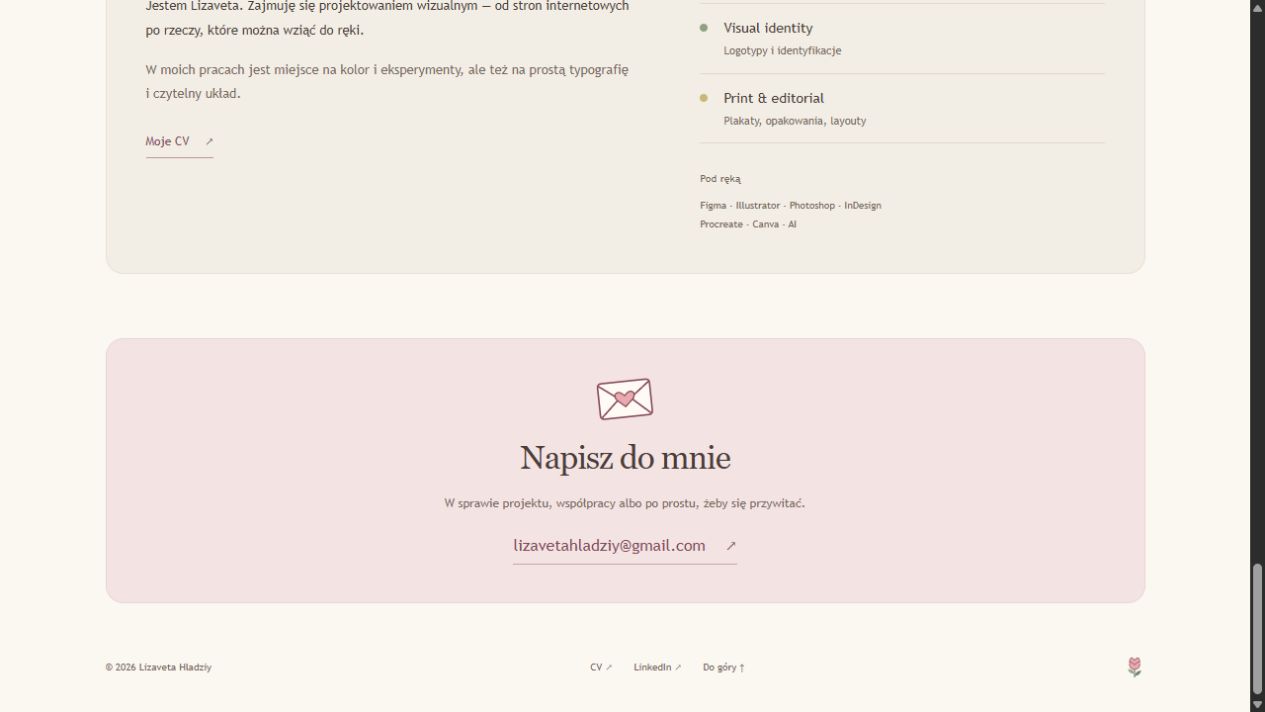 Jestem Lizaveta. Zajmuję się projektowaniem wizualnym — od stron internetowych
po rzeczy, które można wziąć do ręki.
W moich pracach jest miejsce na kolor i eksperymenty, ale też na prostą typografię
i czytelny układ.
Moje CV ↗
Visual identity
Logotypy i identyfikacje
Print & editorial
Plakaty, opakowania, layouty
Pod ręką
Figma · Illustrator · Photoshop · InDesign
Procreate · Canva · AI
Napisz do mnie
W sprawie projektu, współpracy albo po prostu, żeby się przywitać.
lizavetahladziy@gmail.com ↗
© 2026 Lizaveta Hladziy
CV ↗ LinkedIn ↗ Do góry ↑